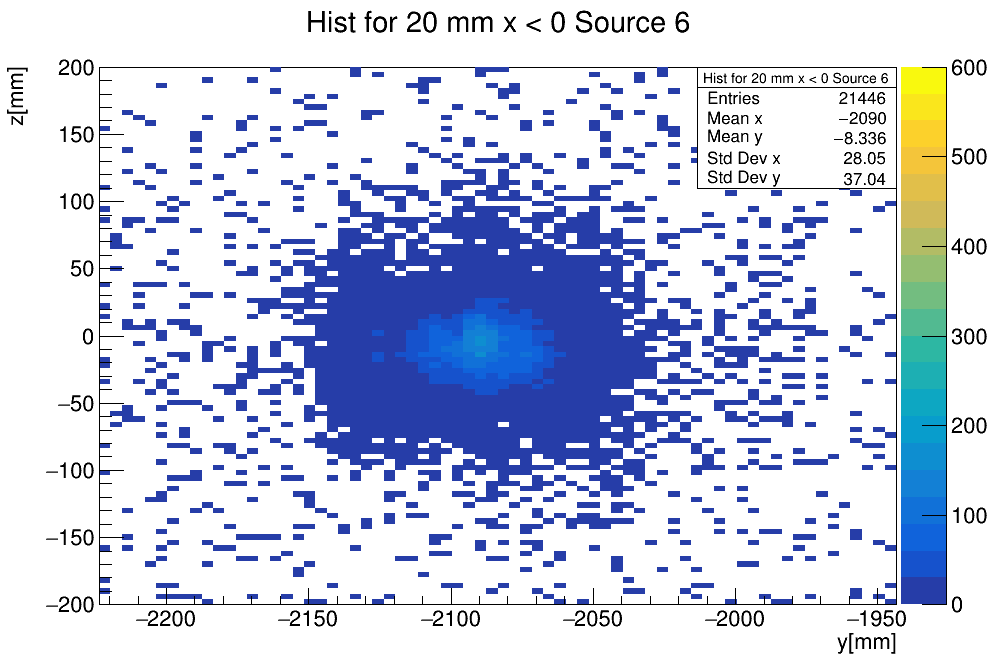 Hist for 20 mm x < 0 Source 6
z[mm]
200
150
100
50
0
−50
−100
−150
−200
Hist for 20 mm x < 0 Source 6
Entries 21446
Mean x −2090
Mean y −8.336
Std Dev x 28.05
Std Dev y 37.04
600
500
400
300
200
100
0
−2200 −2150 −2100 −2050 −2000 −1950
y[mm]